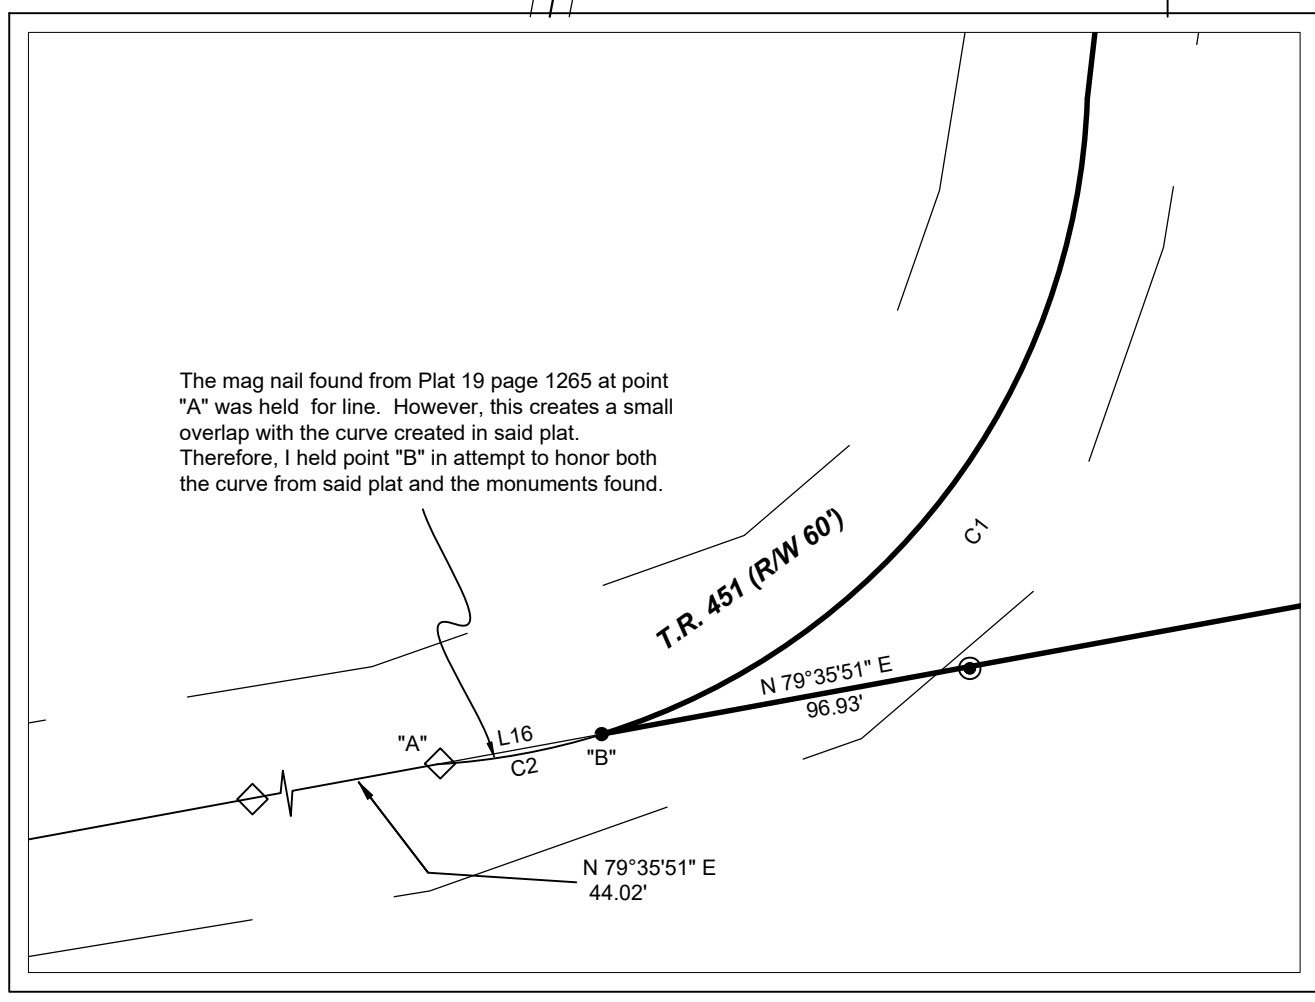 The mag nail found from Plat 19 page 1265 at point
"A" was held for line. However, this creates a small
overlap with the curve created in said plat.
Therefore, I held point "B" in attempt to honor both
the curve from said plat and the monuments found.
C1
T.R. 451 (R/W 60')
N 79°35'51" E
96.93'
"A"
L16
C2
"B"
N 79°35'51" E
44.02'